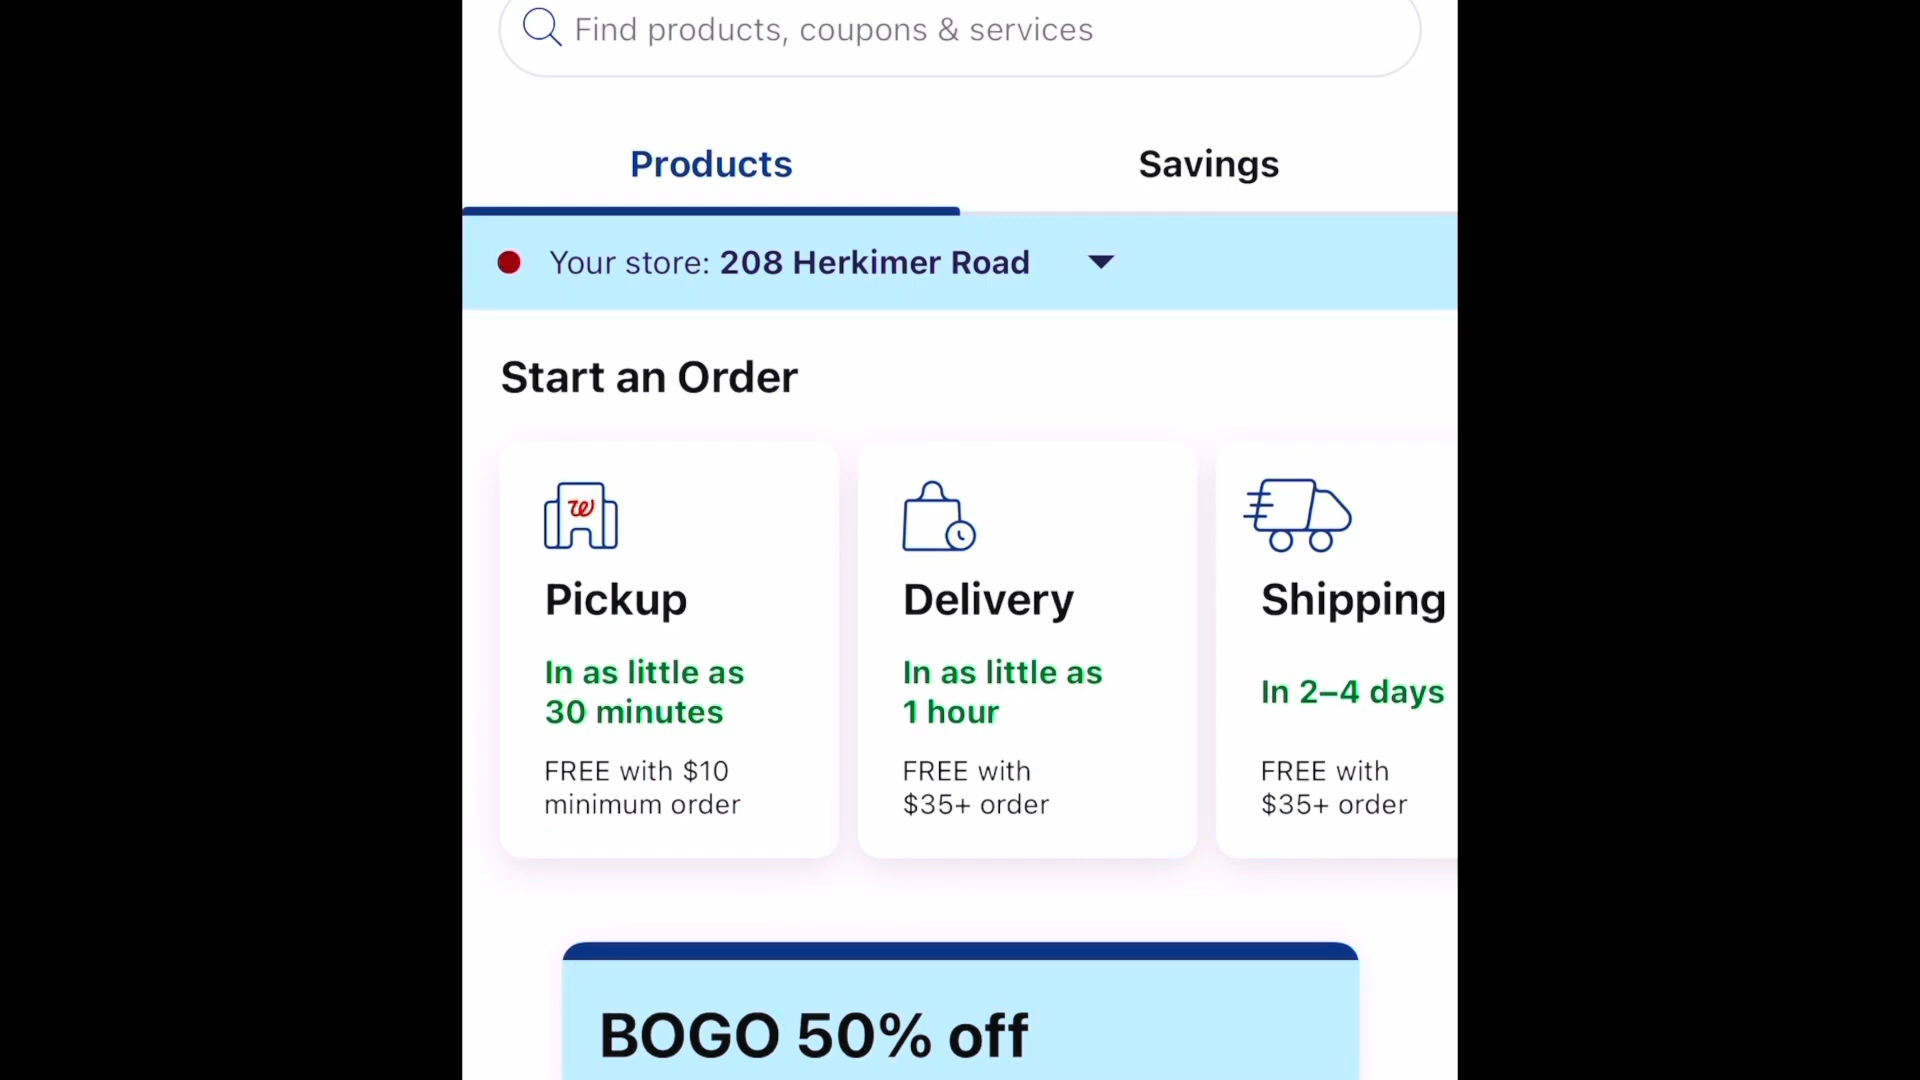 Find products, coupons & services
Products
Savings
Your store: 208 Herkimer Road
Start an Order
Pickup
In as little as
30 minutes
FREE with $10
minimum order
Delivery
In as little as
1 hour
FREE with
$35+ order
Shipping
In 2–4 days
FREE with
$35+ order
BOGO 50% off